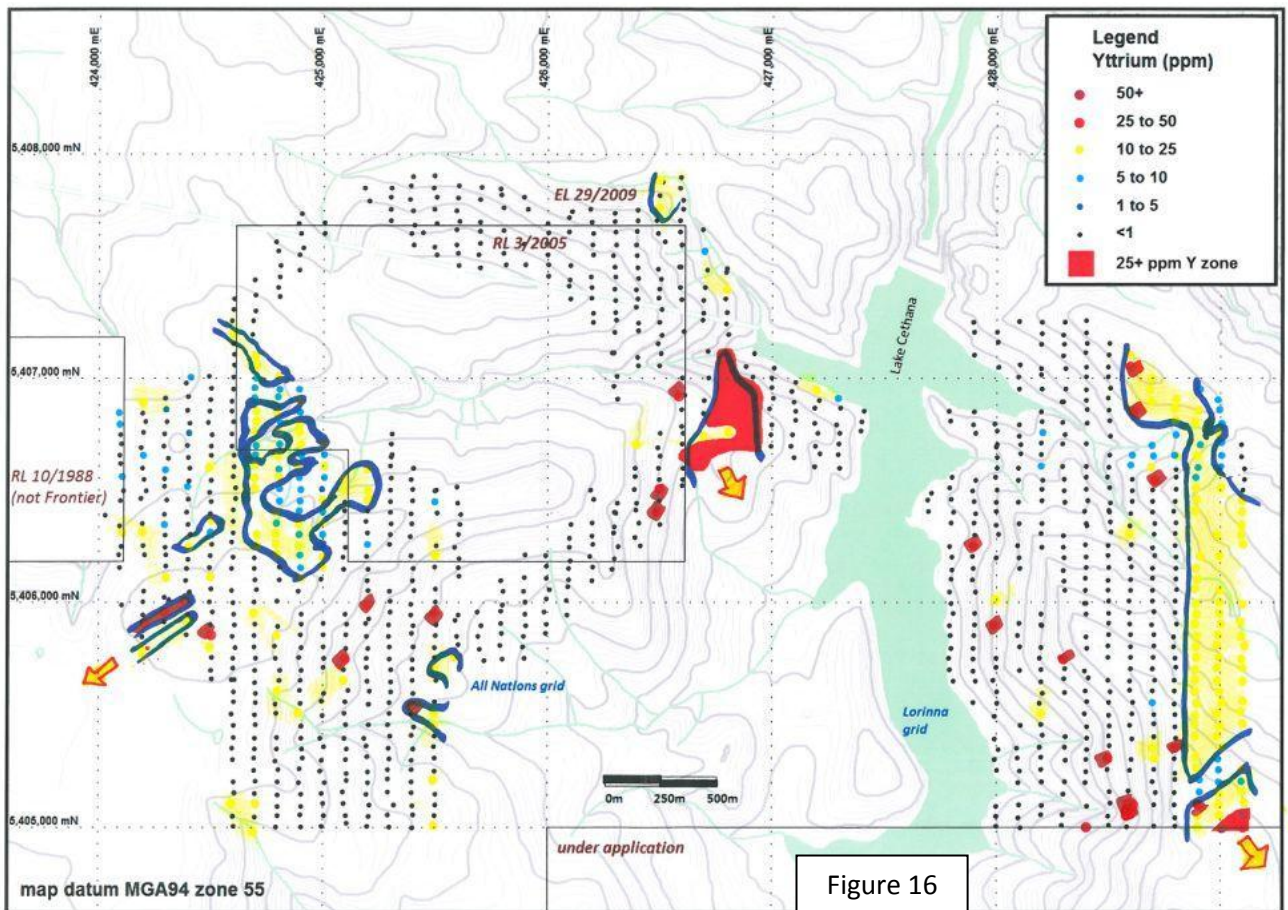 424,000 mE
425,000 mE
426,000 mE
427,000 mE
428,000 mE
Legend
Yttrium (ppm)
50+
25 to 50
10 to 25
5 to 10
1 to 5
<1
25+ ppm Y zone
5,408,000 mN
EL 29/2009
RL 3/2005
Lake Cethana
5,407,000 mN
RL 10/1988
(not Frontier)
5,406,000 mN
All Nations grid
Lorinna
grid
0m 250m 500m
5,405,000 mN
under application
map datum MGA94 zone 55
Figure 16